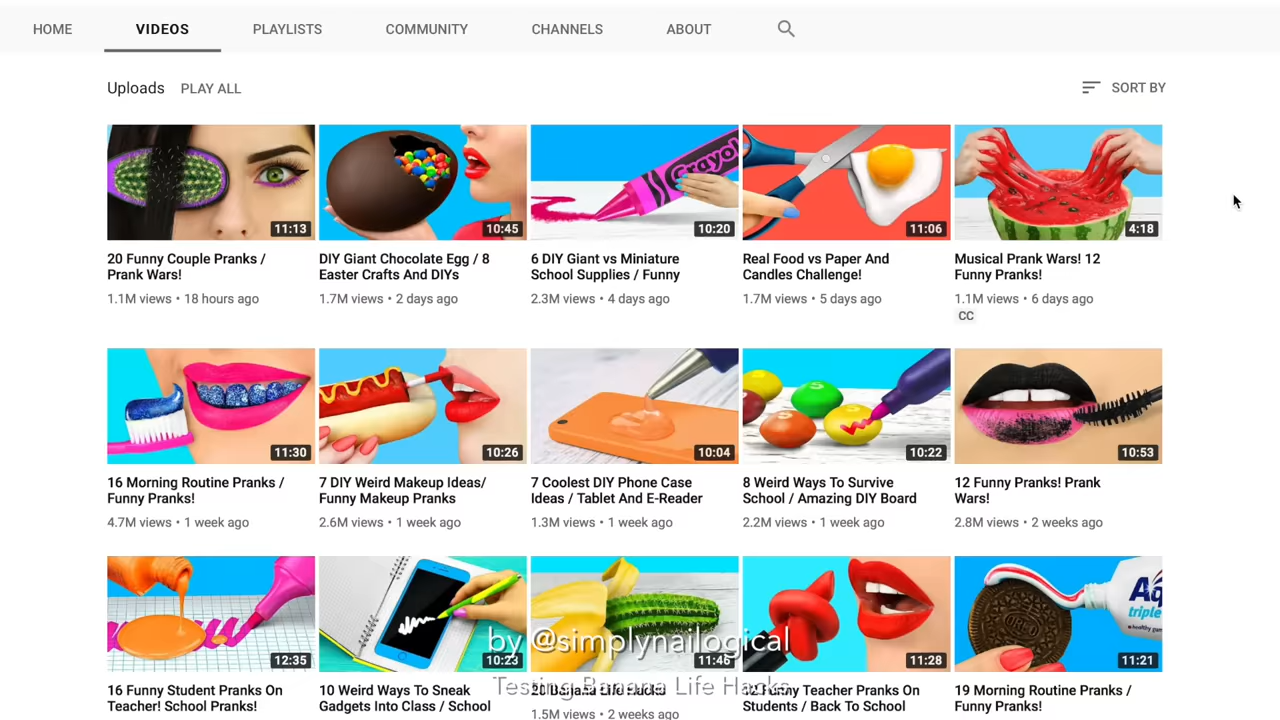 HOME VIDEOS PLAYLISTS COMMUNITY CHANNELS ABOUT
Uploads PLAY ALL SORT BY
Crayol
11:13 10:45 10:20 11:06 4:18
20 Funny Couple Pranks /
Prank Wars!
1.1M views • 18 hours ago
DIY Giant Chocolate Egg / 8
Easter Crafts And DIYs
1.7M views • 2 days ago
6 DIY Giant vs Miniature
School Supplies / Funny
2.3M views • 4 days ago
Real Food vs Paper And
Candles Challenge!
1.7M views • 5 days ago
Musical Prank Wars! 12
Funny Pranks!
1.1M views • 6 days ago
CC
11:30 10:26 10:04 10:22 10:53
16 Morning Routine Pranks /
Funny Pranks!
4.7M views • 1 week ago
7 DIY Weird Makeup Ideas/
Funny Makeup Pranks
2.6M views • 1 week ago
7 Coolest DIY Phone Case
Ideas / Tablet And E-Reader
1.3M views • 1 week ago
8 Weird Ways To Survive
School / Amazing DIY Board
2.2M views • 1 week ago
12 Funny Pranks! Prank
Wars!
2.8M views • 2 weeks ago
OREO
Aq
triple
healthy gum
12:35 10:23 11:46 11:28 11:21
by @simplynailogical
Testing Banana Life Hacks
16 Funny Student Pranks On
Teacher! School Pranks!
10 Weird Ways To Sneak
Gadgets Into Class / School
20 Banana Life Hacks
1.5M views • 2 weeks ago
Funny Teacher Pranks On
Students / Back To School
19 Morning Routine Pranks /
Funny Pranks!